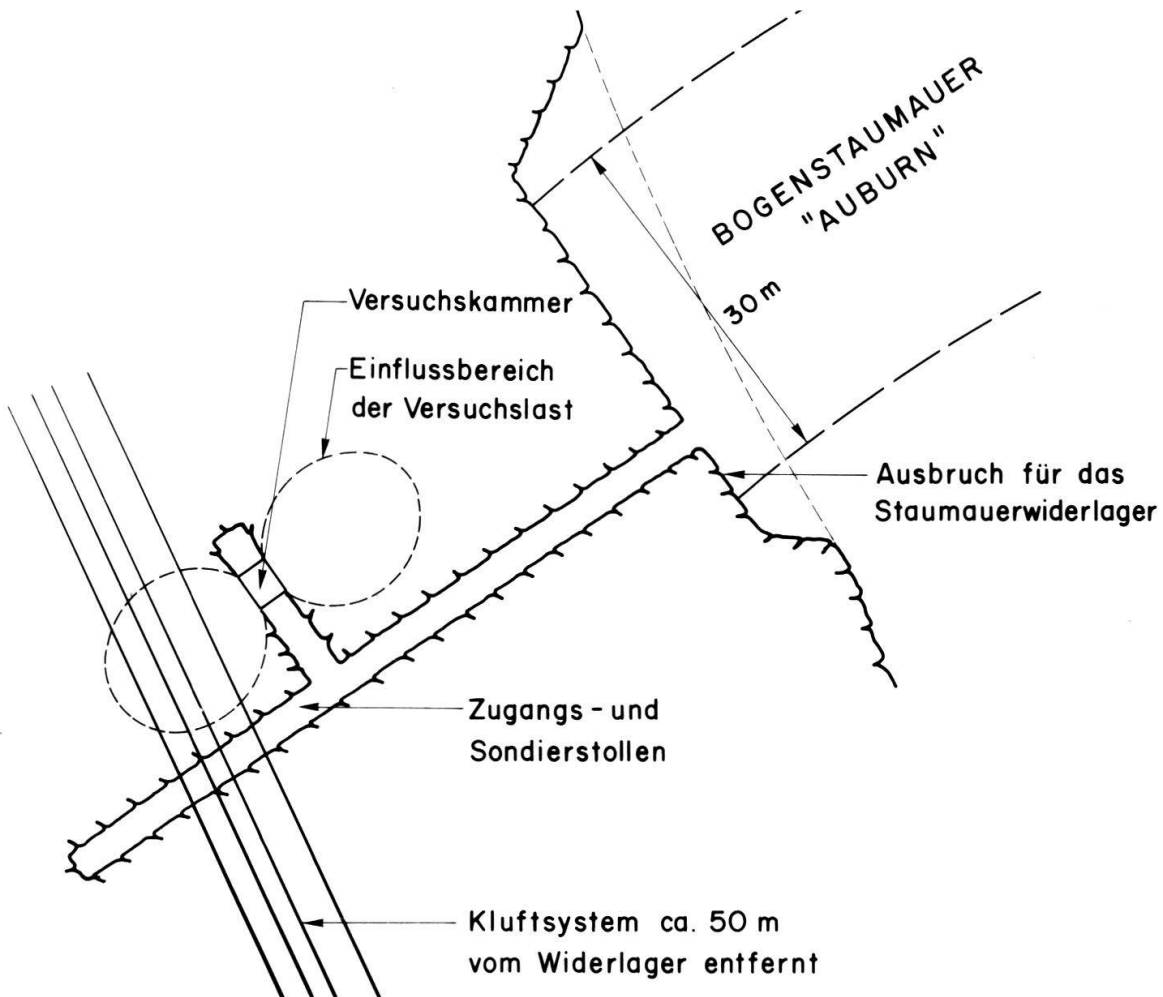 BOGENSTAUMAUER
"AUBURN"
30 m
Versuchskammer
Einflussbereich
der Versuchslast
Ausbruch für das
Staumauerwiderlager
Zugangs - und
Sondierstollen
Kluftsystem ca. 50 m
vom Widerlager entfernt